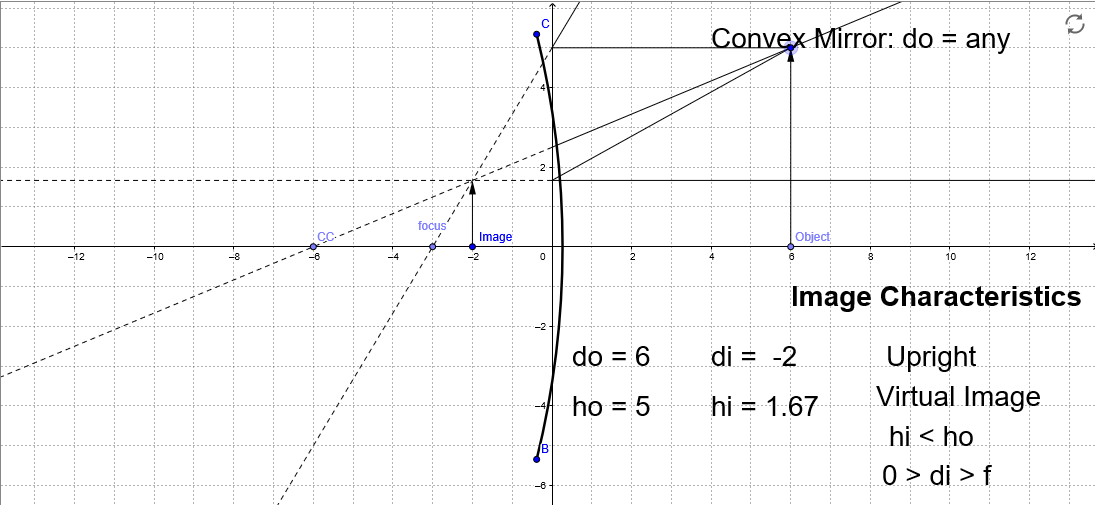 C
Convex Mirror: do = any
4
2
CC
focus
Image
Object
−12
−10
−8
−6
−4
−2
0
2
4
6
8
10
12
Image Characteristics
−2
do = 6
di = -2
Upright
Virtual Image
−4
ho = 5
hi = 1.67
hi < ho
B
0 > di > f
−6